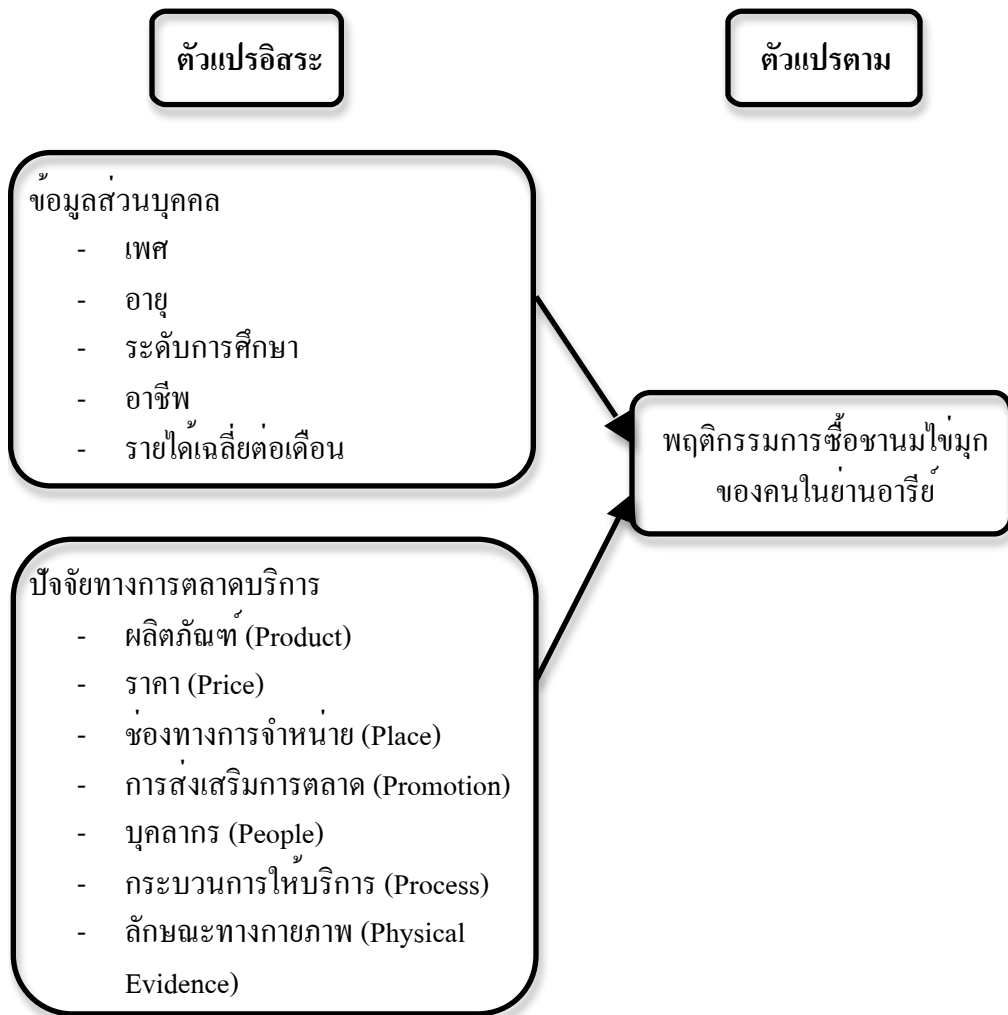 ตัวแปรอิสระ
ตัวแปรตาม
ข้อมูลส่วนบุคคล
- เพศ
- อายุ
- ระดับการศึกษา
- อาชีพ
- รายได้เฉลี่ยต่อเดือน
พฤติกรรมการซื้อชานมไข่มุก
ของคนในย่านอารีย์
ปัจจัยทางการตลาดบริการ
- ผลิตภัณฑ์ (Product)
- ราคา (Price)
- ช่องทางการจำหน่าย (Place)
- การส่งเสริมการตลาด (Promotion)
- บุคลากร (People)
- กระบวนการให้บริการ (Process)
- ลักษณะทางกายภาพ (Physical
Evidence)